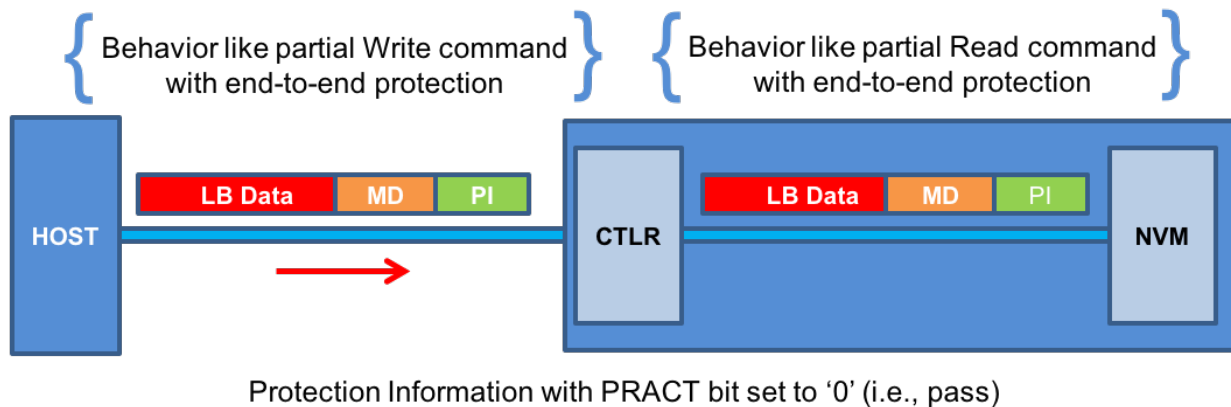 Behavior like partial Write command
with end-to-end protection
Behavior like partial Read command
with end-to-end protection
LB Data MD PI
LB Data MD PI
HOST
CTLR
NVM
Protection Information with PRACT bit set to ‘0’ (i.e., pass)